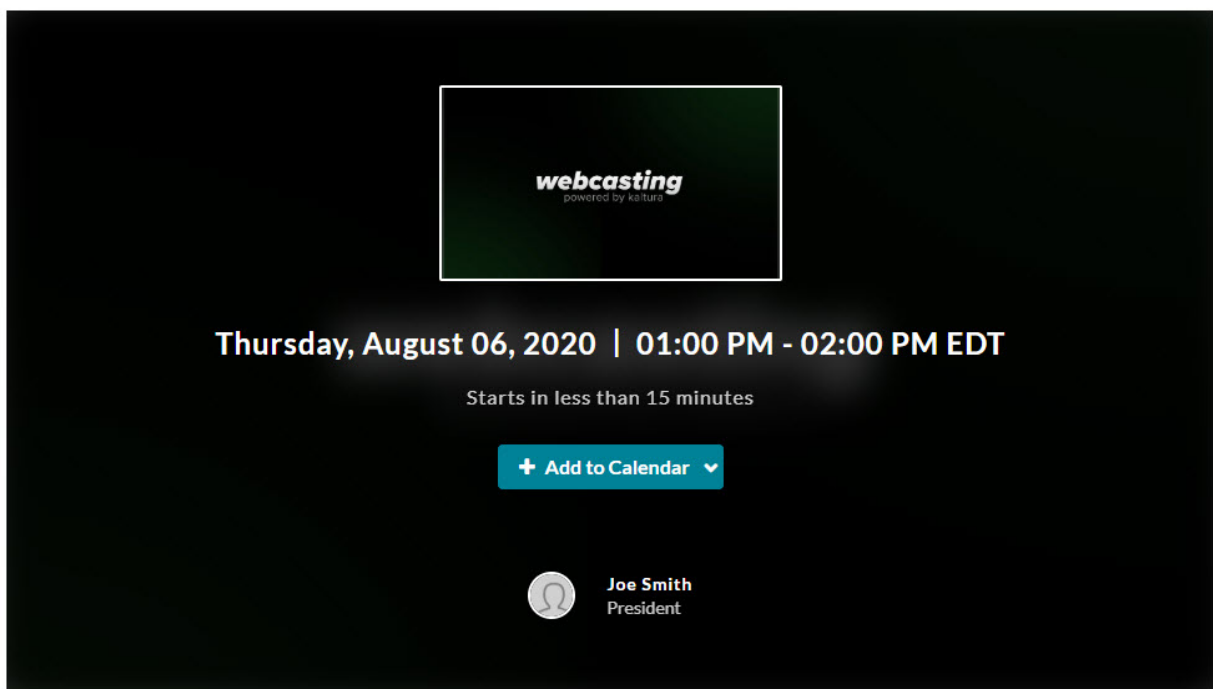 webcasting
powered by kaltura
Thursday, August 06, 2020 | 01:00 PM - 02:00 PM EDT
Starts in less than 15 minutes
+ Add to Calendar
Joe Smith
President